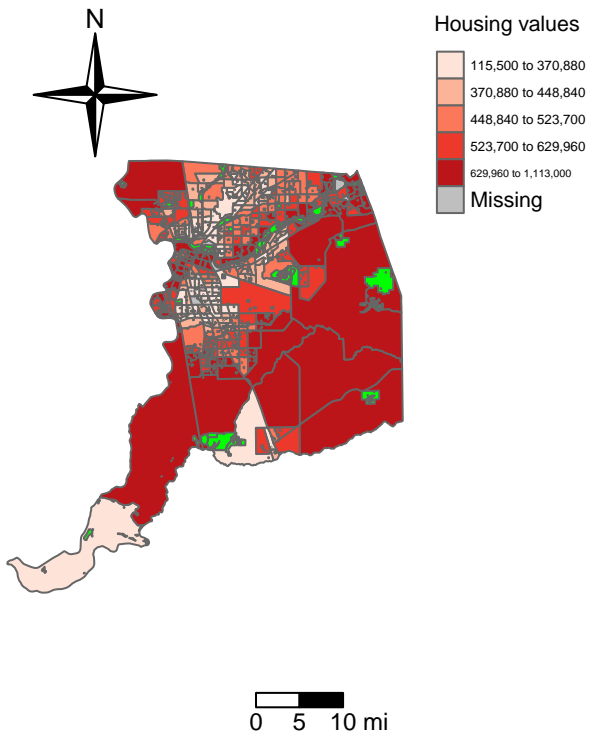 N
Housing values
115,500 to 370,880
370,880 to 448,840
448,840 to 523,700
523,700 to 629,960
629,960 to 1,113,000
Missing
0 5 10 mi